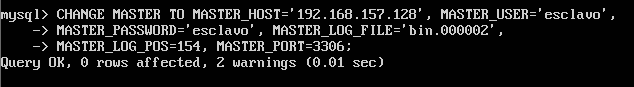 mysql> CHANGE MASTER TO MASTER_HOST='192.168.157.128', MASTER_USER='esclavo',
-> MASTER_PASSWORD='esclavo', MASTER_LOG_FILE='bin.000002',
-> MASTER_LOG_POS=154, MASTER_PORT=3306;
Query OK, 0 rows affected, 2 warnings (0.01 sec)